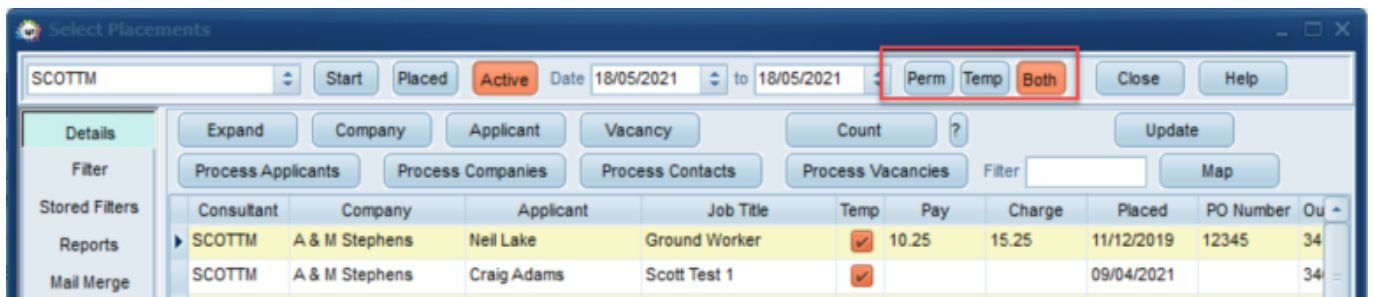 Select Placements
SCOTTM Start Placed Active Date 18/05/2021 to 18/05/2021 Perm Temp Both Close Help
Details Expand Company Applicant Vacancy Count ? Update
Filter Process Applicants Process Companies Process Contacts Process Vacancies Filter Map
Stored Filters Consultant Company Applicant Job Title Temp Pay Charge Placed PO Number Ou
Reports SCOTTM A & M Stephens Neil Lake Ground Worker 10.25 15.25 11/12/2019 12345 34
Mail Merge SCOTTM A & M Stephens Craig Adams Scott Test 1 09/04/2021 34